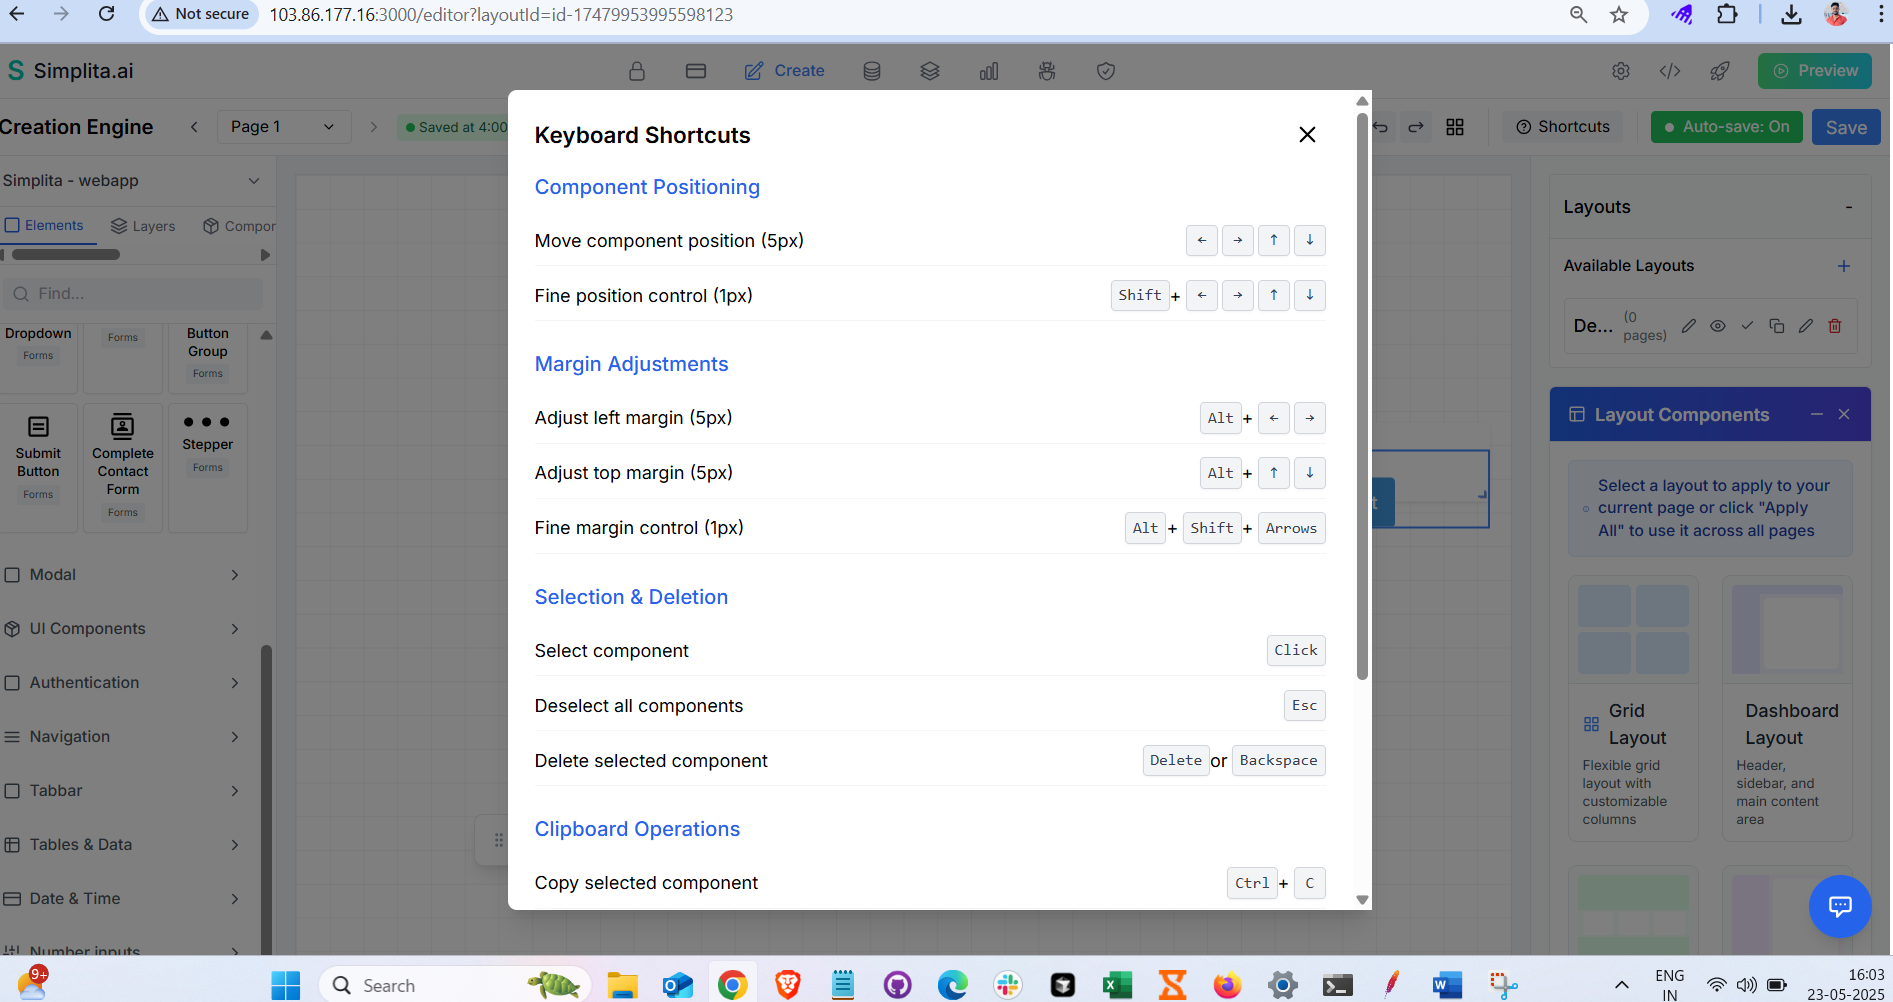 Not secure
103.86.177.16:3000/editor?layoutId=id-17479953995598123
Simplita.ai
Create
Preview
Creation Engine
Page 1
Saved at 4:00
Shortcuts
Auto-save: On
Save
Simplita - webapp
Elements
Layers
Compor
Find...
Dropdown
Forms
Forms
Button
Group
Forms
Submit
Button
Forms
Complete
Contact
Form
Forms
Stepper
Forms
Modal
UI Components
Authentication
Navigation
Tabbar
Tables & Data
Date & Time
Number inputs
Keyboard Shortcuts
Component Positioning
Move component position (5px)
← → ↑ ↓
Fine position control (1px)
Shift + ← → ↑ ↓
Margin Adjustments
Adjust left margin (5px)
Alt + ← →
Adjust top margin (5px)
Alt + ↑ ↓
Fine margin control (1px)
Alt + Shift + Arrows
Selection & Deletion
Select component
Click
Deselect all components
Esc
Delete selected component
Delete or Backspace
Clipboard Operations
Copy selected component
Ctrl + C
t
Layouts
-
Available Layouts
+
De...
(0
pages)
Layout Components
Select a layout to apply to your
current page or click "Apply
All" to use it across all pages
Grid
Layout
Flexible grid
layout with
customizable
columns
Dashboard
Layout
Header,
sidebar, and
main content
area
9+
Search
ENG
IN
16:03
23-05-2025